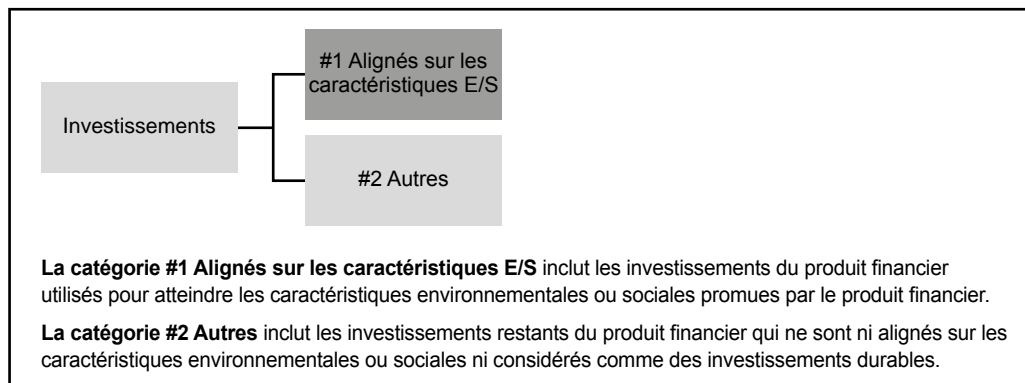 #1 Alignés sur les
caractéristiques E/S
Investissements
#2 Autres
La catégorie #1 Alignés sur les caractéristiques E/S inclut les investissements du produit financier
utilisés pour atteindre les caractéristiques environnementales ou sociales promues par le produit financier.
La catégorie #2 Autres inclut les investissements restants du produit financier qui ne sont ni alignés sur les
caractéristiques environnementales ou sociales ni considérés comme des investissements durables.